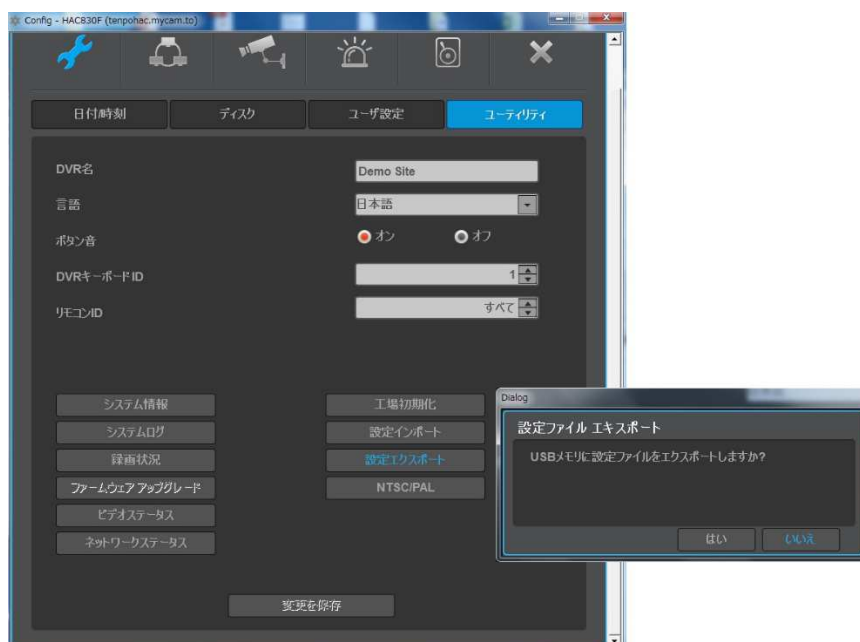 Config - HAC830F (tenpohac.mycam.to)
日付/時刻 ディスク ユーザ設定 ユーティリティ
DVR名 Demo Site
言語 日本語
ボタン音 オン オフ
DVRキーボードID 1
リモコンID すべて
システム情報 工場初期化
システムログ 設定インポート
録画状況 設定エクスポート
ファームウェア アップグレード NTSC/PAL
ビデオステータス
ネットワークステータス
変更を保存
Dialog
設定ファイル エキスポート
USBメモリに設定ファイルをエクスポートしますか?
はい いいえ